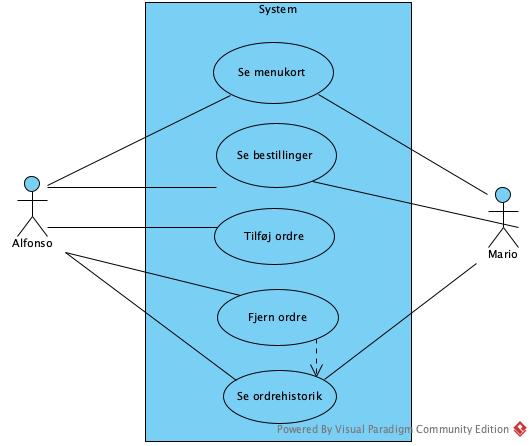 System
Se menukort
Se bestillinger
Tilføj ordre
Alfonso
Mario
Fjern ordre
Se ordrehistorik
Powered By Visual Paradigm Community Edition